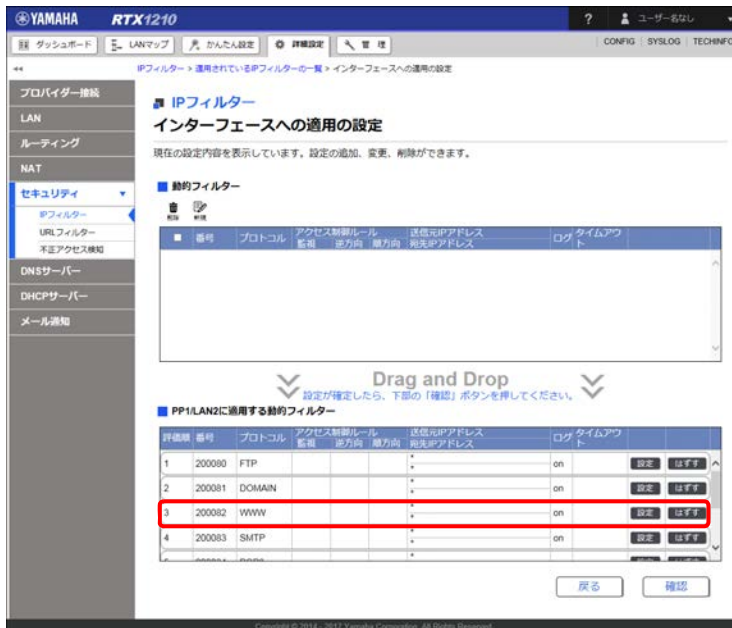 YAMAHA RTX1210 ? ユーザー名なし
ダッシュボード LANマップ かんたん設定 詳細設定 管 理 CONFIG SYSLOG TECHINFO
IPフィルター > 適用されているIPフィルターの一覧 > インターフェースへの適用の設定
プロバイダー接続
LAN
ルーティング
NAT
セキュリティ
IPフィルター
URLフィルター
不正アクセス検知
DNSサーバー
DHCPサーバー
メール通知
IPフィルター
インターフェースへの適用の設定
現在の設定内容を表示しています。設定の追加、変更、削除ができます。
動的フィルター
削除 新規
番号 プロトコル アクセス制御ルール 監視 逆方向 順方向 送信元IPアドレス 宛先IPアドレス ログ タイムアウト
Drag and Drop
設定が確定したら、下部の「確認」ボタンを押してください。
PP1/LAN2に適用する動的フィルター
評価順 番号 プロトコル アクセス制御ルール 監視 逆方向 順方向 送信元IPアドレス 宛先IPアドレス ログ タイムアウト
1 200080 FTP * * on 設定 はずす
2 200081 DOMAIN * * on 設定 はずす
3 200082 WWW * * on 設定 はずす
4 200083 SMTP * * on 設定 はずす
戻る 確認
Copyright © 2014 - 2017 Yamaha Corporation. All Rights Reserved.